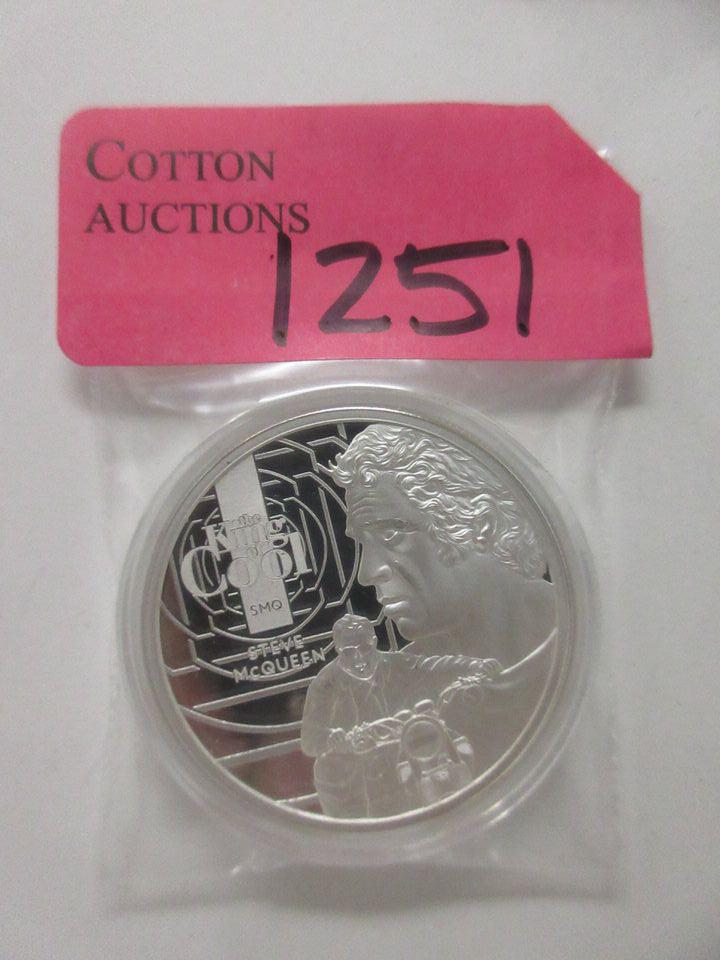 COTTON
AUCTIONS
1251
the
King
of
Cool
SMQ
STEVE
McQUEEN